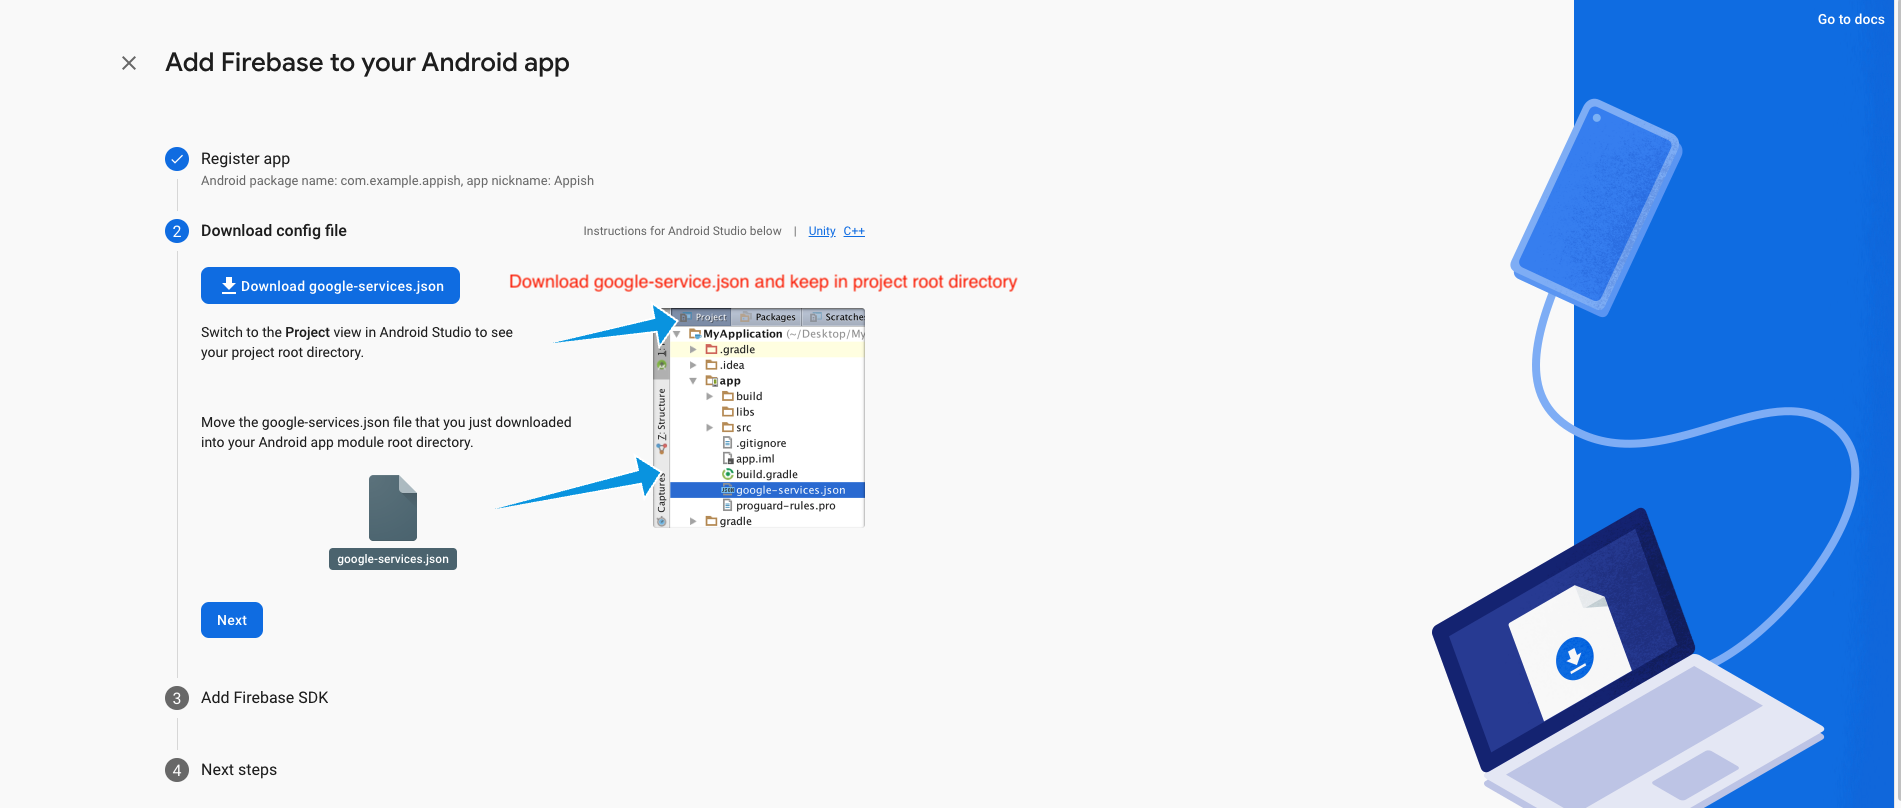 Go to docs
Add Firebase to your Android app
Register app
Android package name: com.example.appish, app nickname: Appish
2
Download config file
Instructions for Android Studio below | Unity C++
Download google-services.json
Download google-service.json and keep in project root directory
Switch to the Project view in Android Studio to see
your project root directory.
Project Packages Scratche
MyApplication (~/Desktop/My
.gradle
.idea
app
build
libs
src
.gitignore
app.iml
build.gradle
google-services.json
proguard-rules.pro
gradle
Z: Structure
Captures
Move the google-services.json file that you just downloaded
into your Android app module root directory.
google-services.json
Next
3
Add Firebase SDK
4
Next steps